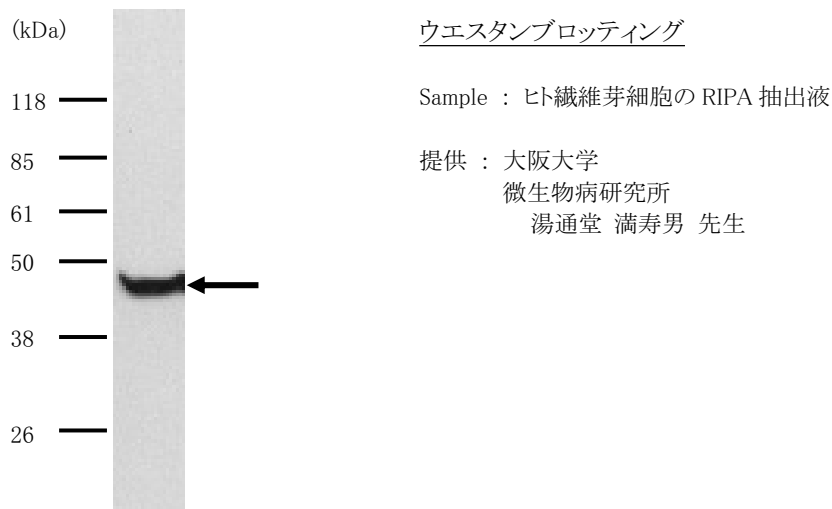 (kDa)
118
85
61
50
38
26
ウエスタンブロッティング
Sample : ヒト繊維芽細胞の RIPA 抽出液
提供 : 大阪大学
微生物病研究所
湯通堂 満寿男 先生